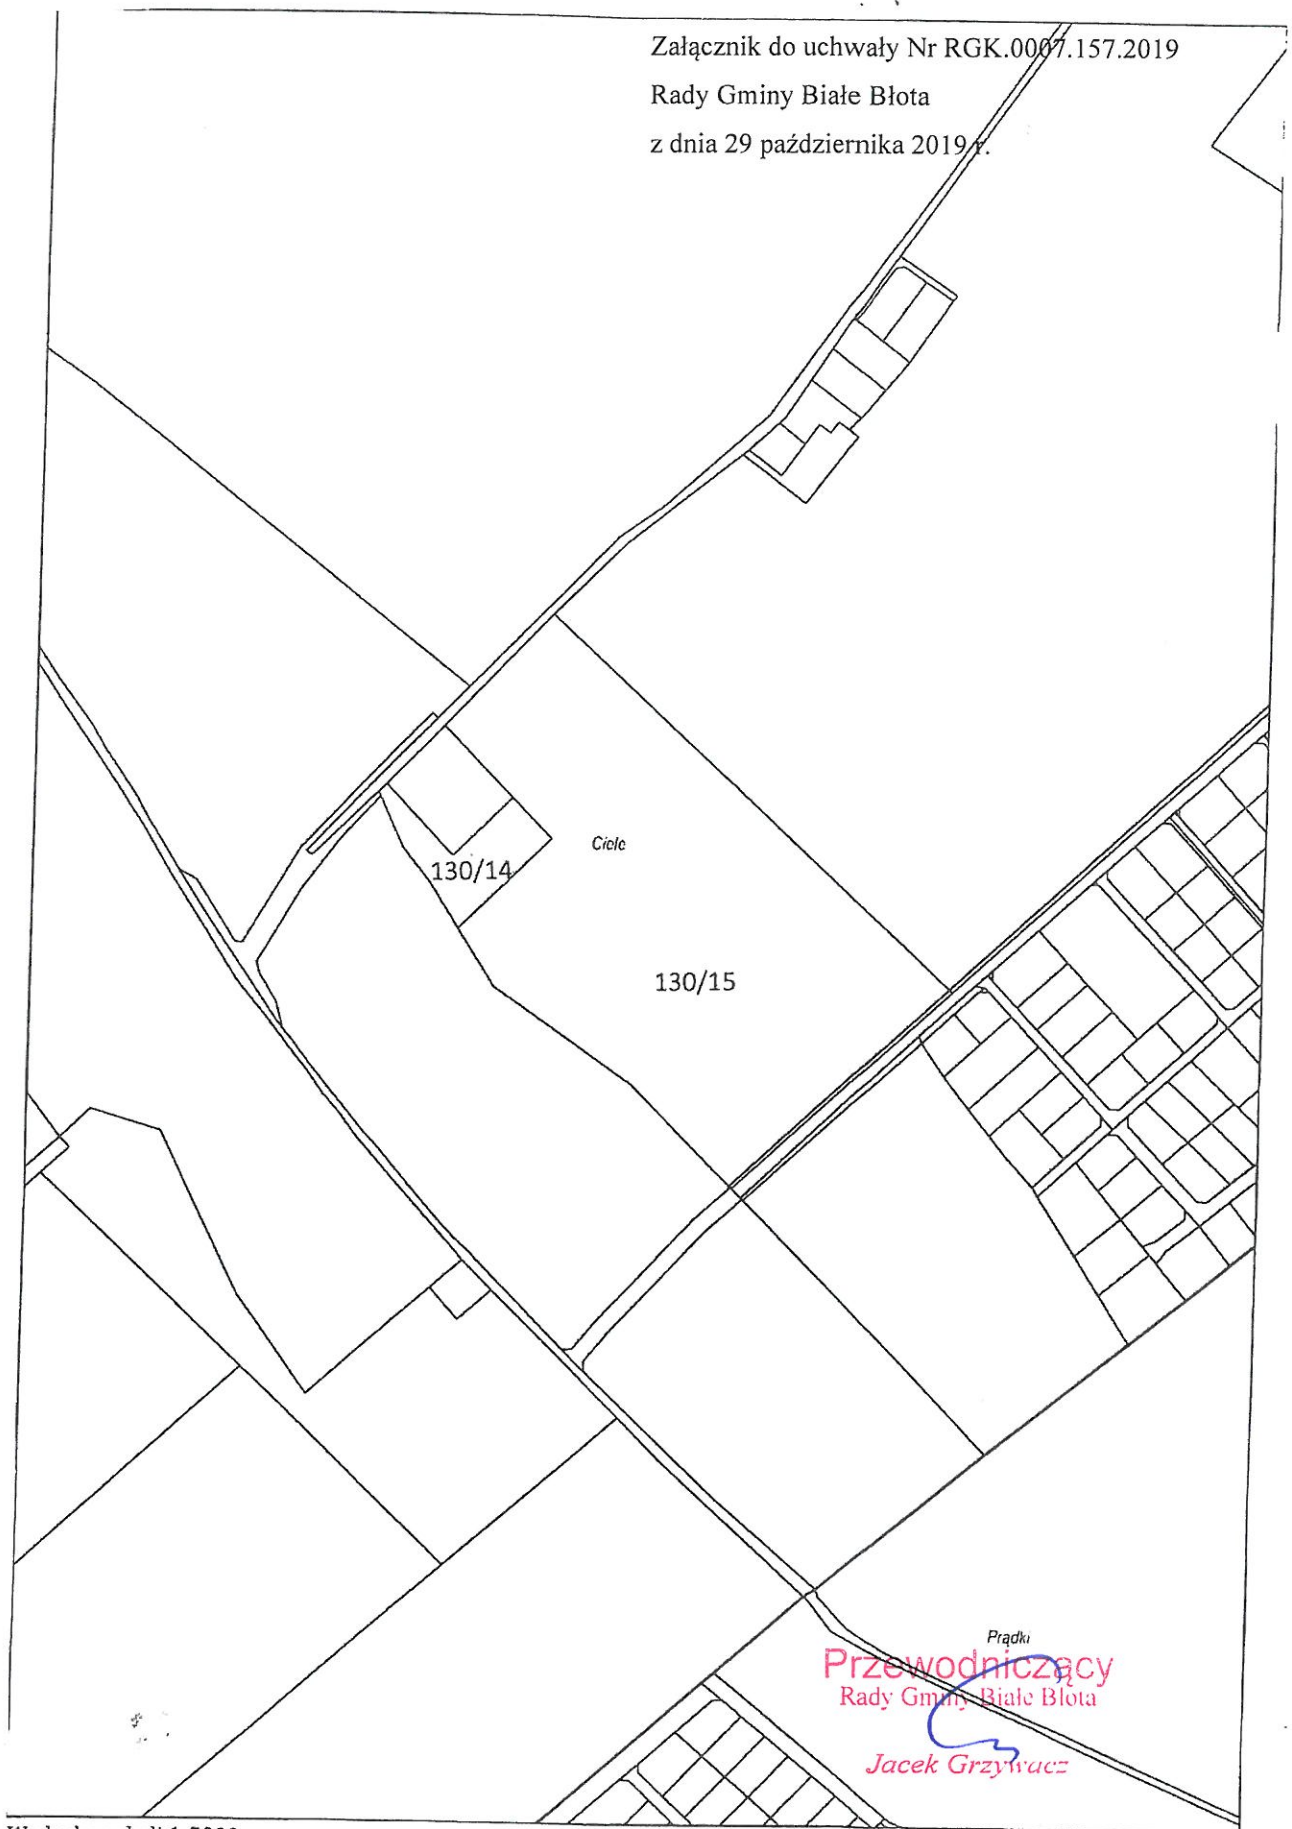 Załącznik do uchwały Nr RGK.0007.157.2019
Rady Gminy Białe Błota
z dnia 29 października 2019 r.
Ciele
130/14
130/15
Prądki
Przewodniczący
Rady Gminy Białe Błota
Jacek Grzywacz